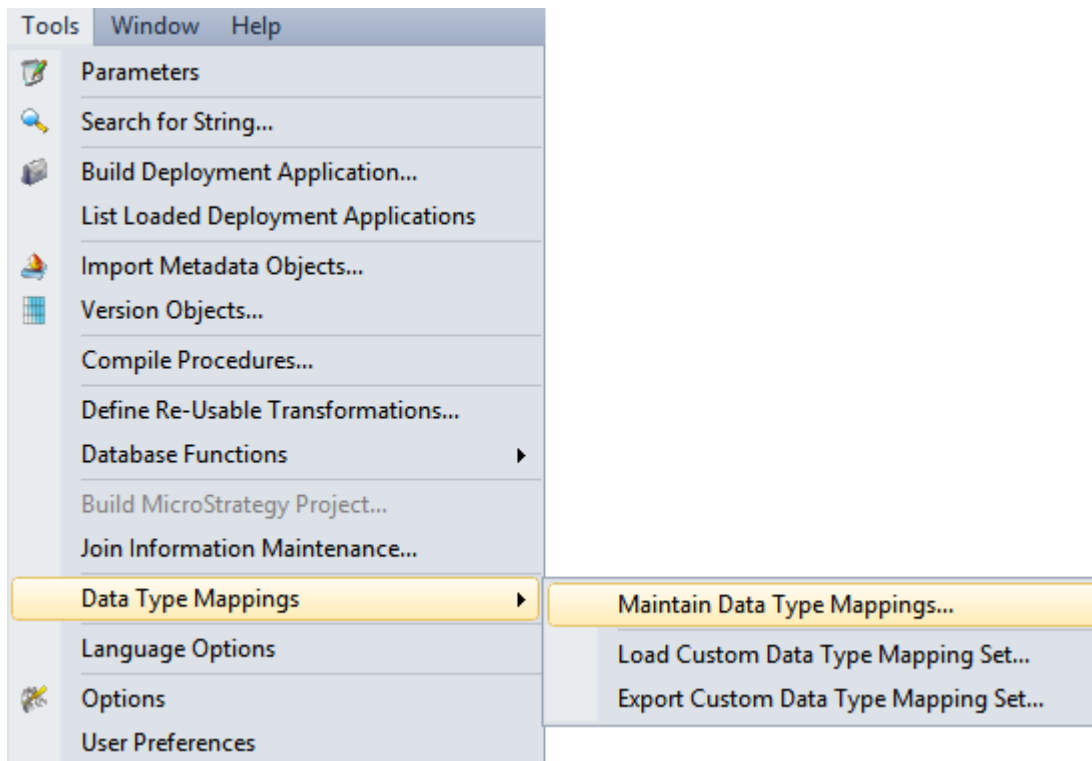 Tools Window Help
Parameters
Search for String...
Build Deployment Application...
List Loaded Deployment Applications
Import Metadata Objects...
Version Objects...
Compile Procedures...
Define Re-Usable Transformations...
Database Functions
Build MicroStrategy Project...
Join Information Maintenance...
Data Type Mappings
Maintain Data Type Mappings...
Load Custom Data Type Mapping Set...
Export Custom Data Type Mapping Set...
Language Options
Options
User Preferences